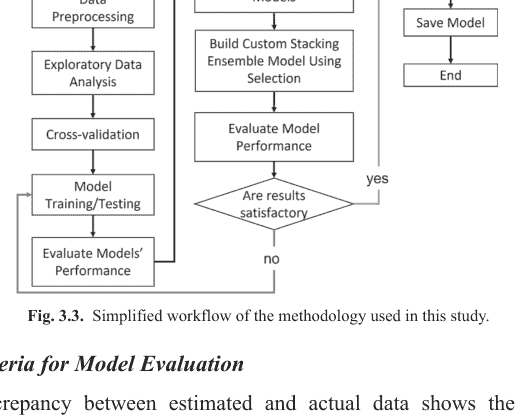 Data
Preprocessing
Exploratory Data
Analysis
Cross-validation
Model
Training/Testing
Evaluate Models'
Performance
Models
Build Custom Stacking
Ensemble Model Using
Selection
Evaluate Model
Performance
Are results
satisfactory
yes
no
Save Model
End
Fig. 3.3. Simplified workflow of the methodology used in this study.
eria for Model Evaluation
crepancy between estimated and actual data shows the